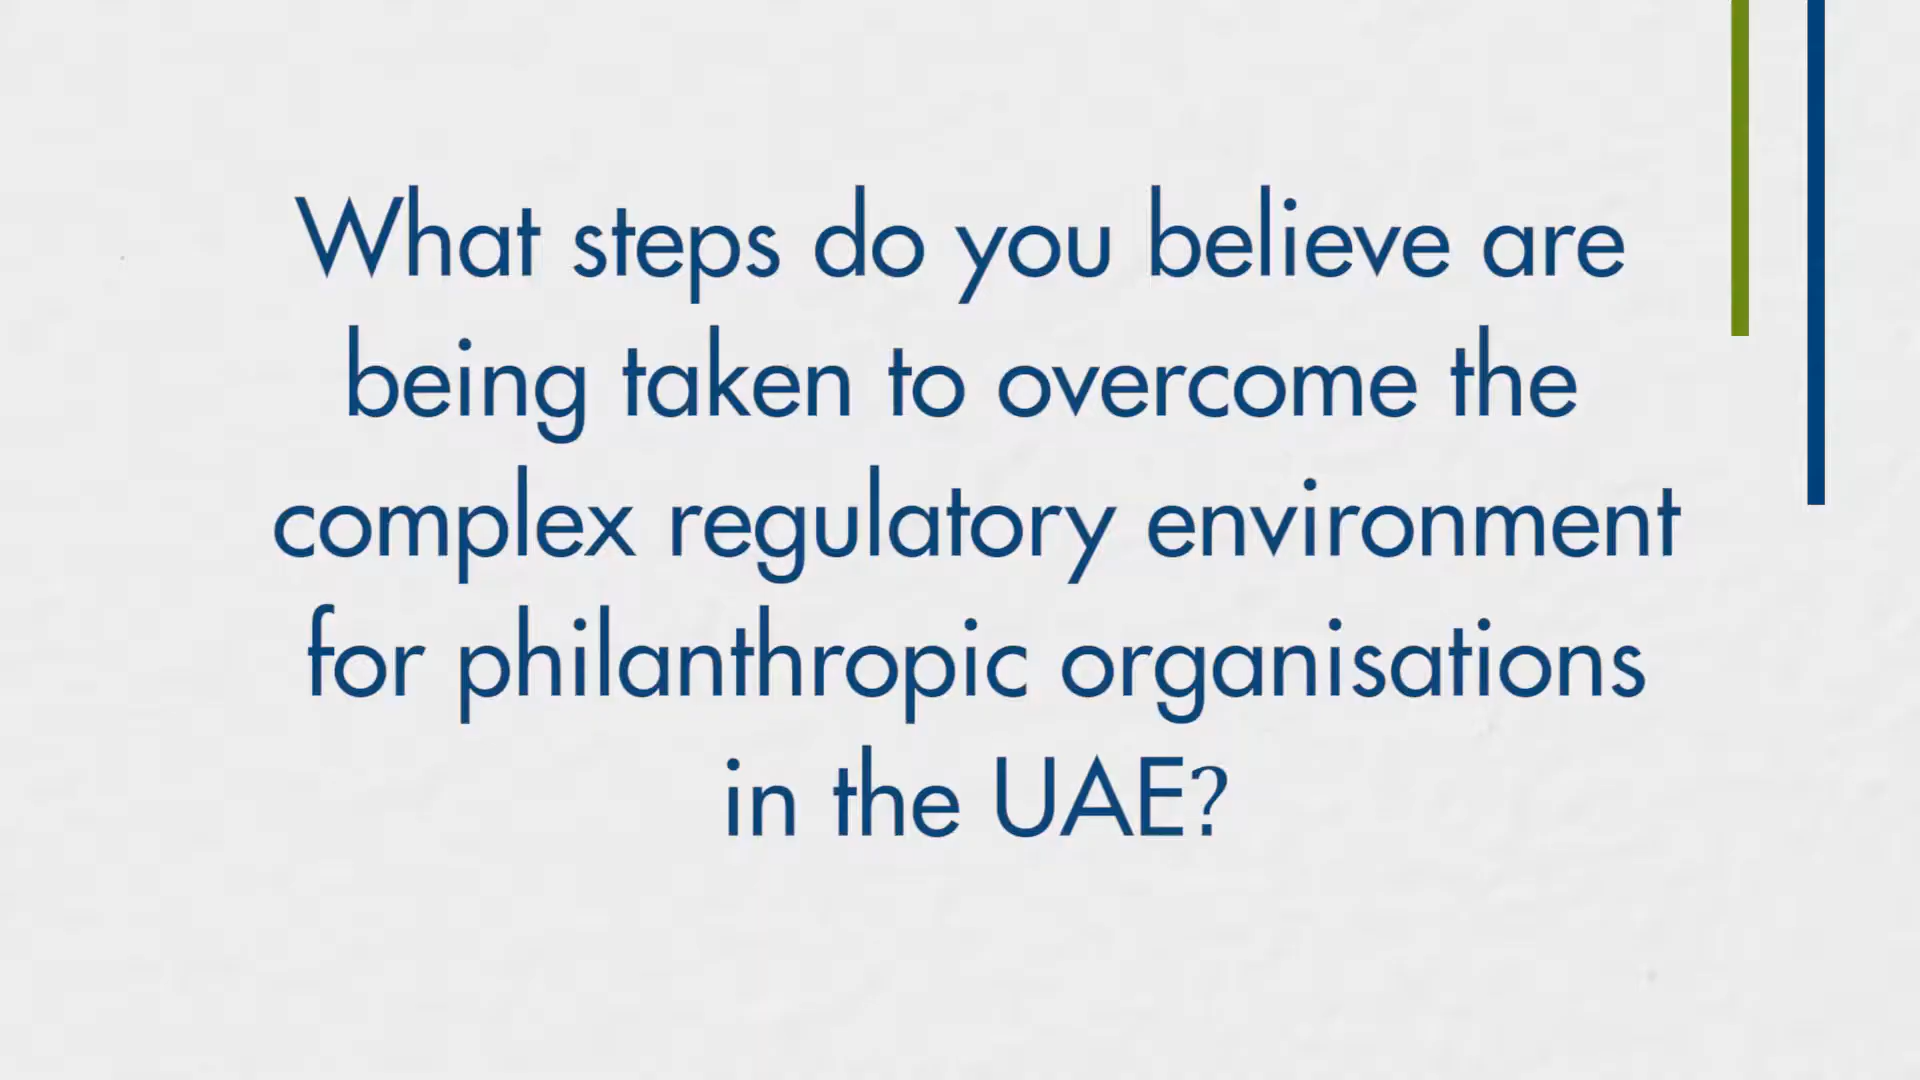 What steps do you believe are
being taken to overcome the
complex regulatory environment
for philanthropic organisations
in the UAE?